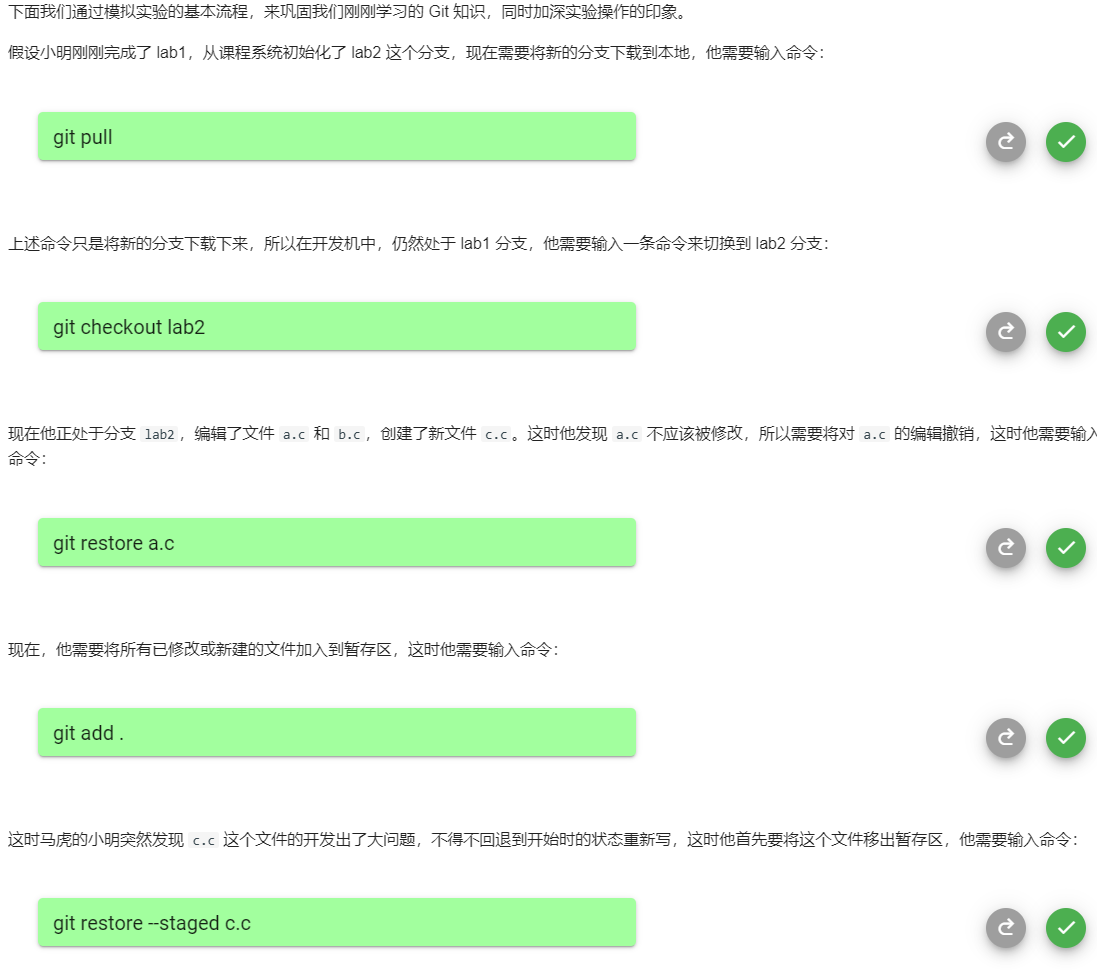 下面我们通过模拟实验的基本流程，来巩固我们刚刚学习的 Git 知识，同时加深实验操作的印象。
假设小明刚刚完成了 lab1，从课程系统初始化了 lab2 这个分支，现在需要将新的分支下载到本地，他需要输入命令：
git pull
上述命令只是将新的分支下载下来，所以在开发机中，仍然处于 lab1 分支，他需要输入一条命令来切换到 lab2 分支：
git checkout lab2
现在他正处于分支 lab2，编辑了文件 a.c 和 b.c，创建了新文件 c.c。这时他发现 a.c 不应该被修改，所以需要将对 a.c 的编辑撤销，这时他需要输入
命令：
git restore a.c
现在，他需要将所有已修改或新建的文件加入到暂存区，这时他需要输入命令：
git add .
这时马虎的小明突然发现 c.c 这个文件的开发出了大问题，不得不回退到开始时的状态重新写，这时他首先要将这个文件移出暂存区，他需要输入命令：
git restore --staged c.c